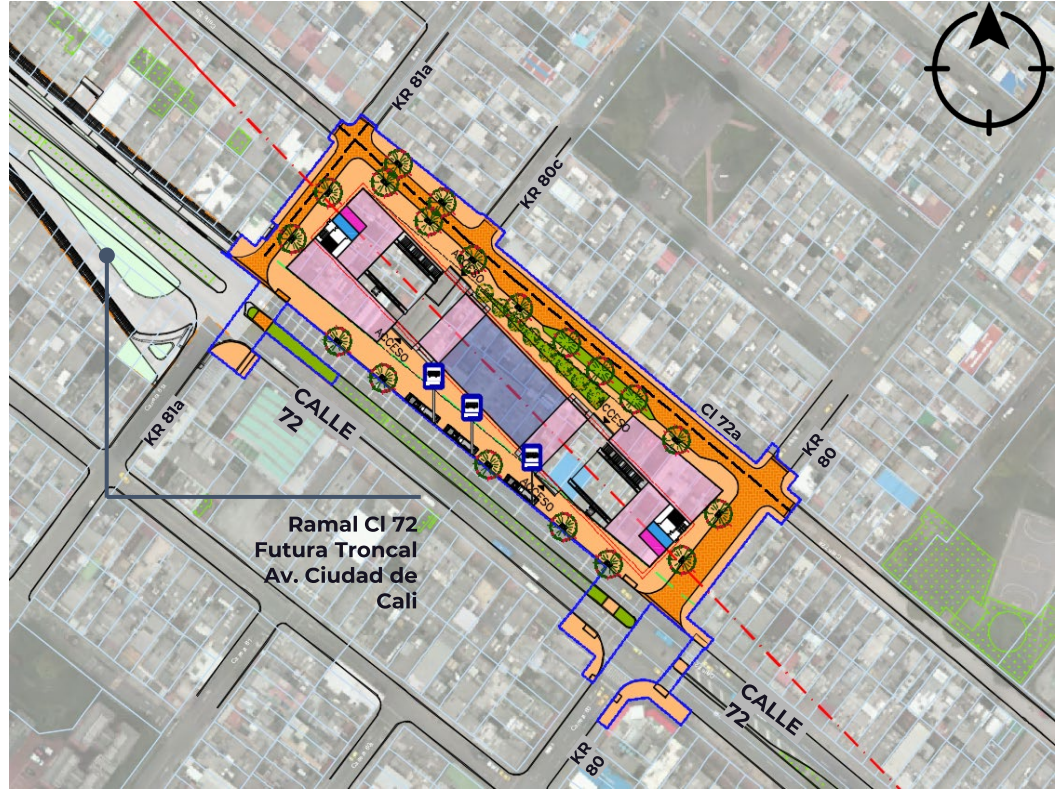 KR 81a
KR 80c
ACCESO
ACCESO
CALLE
72
Cl 72a
KR 81a
KR
80
ACCESO
Ramal Cl 72
Futura Troncal
Av. Ciudad de
Cali
CALLE
72
KR
80